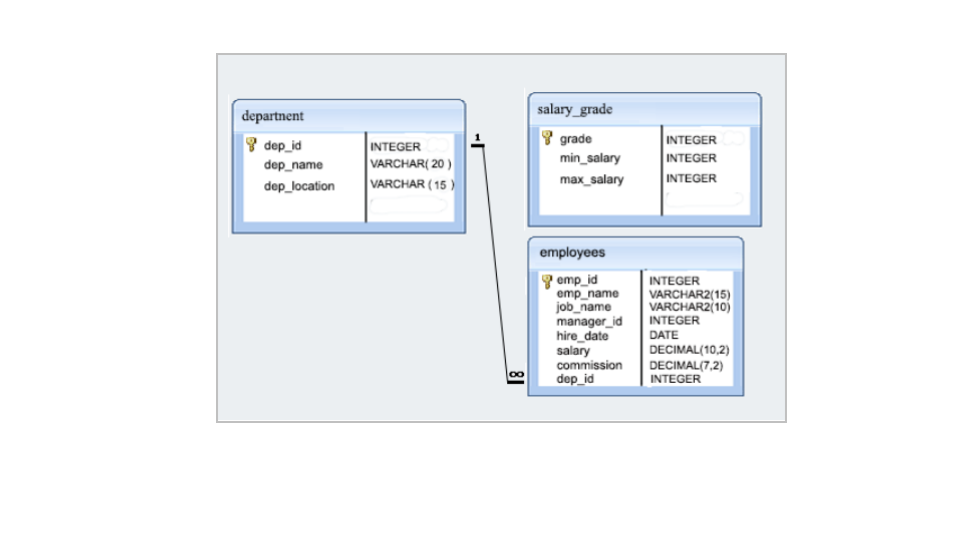 department
dep_id INTEGER
dep_name VARCHAR( 20 )
dep_location VARCHAR ( 15 )
1
salary_grade
grade INTEGER
min_salary INTEGER
max_salary INTEGER
employees
emp_id INTEGER
emp_name VARCHAR2(15)
job_name VARCHAR2(10)
manager_id INTEGER
hire_date DATE
salary DECIMAL(10,2)
commission DECIMAL(7,2)
dep_id INTEGER
∞